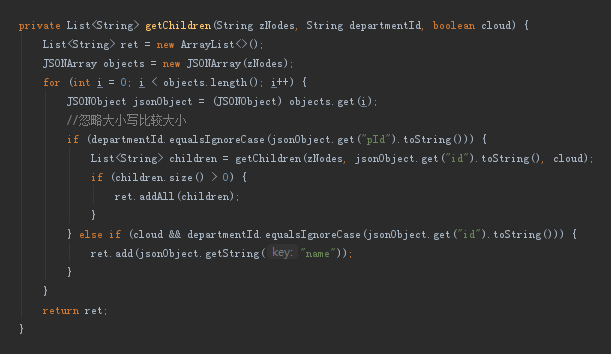 private List<String> getChildren(String zNodes, String departmentId, boolean cloud) {
    List<String> ret = new ArrayList<>();
    JSONArray objects = new JSONArray(zNodes);
    for (int i = 0; i < objects.length(); i++) {
        JSONObject jsonObject = (JSONObject) objects.get(i);
        //忽略大小写比较大小
        if (departmentId.equalsIgnoreCase(jsonObject.get("pId").toString())) {
            List<String> children = getChildren(zNodes, jsonObject.get("id").toString(), cloud);
            if (children.size() > 0) {
                ret.addAll(children);
            }
        } else if (cloud && departmentId.equalsIgnoreCase(jsonObject.get("id").toString())) {
            ret.add(jsonObject.getString( key: "name"));
        }
    }
    return ret;
}